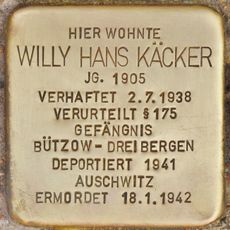 HIER WOHNTE
WILLY HANS KÄCKER
JG. 1905
VERHAFTET 2.7.1938
VERURTEILT § 175
GEFÄNGNIS
BÜTZOW-DREIBERGEN
DEPORTIERT 1941
AUSCHWITZ
ERMORDET 18.1.1942